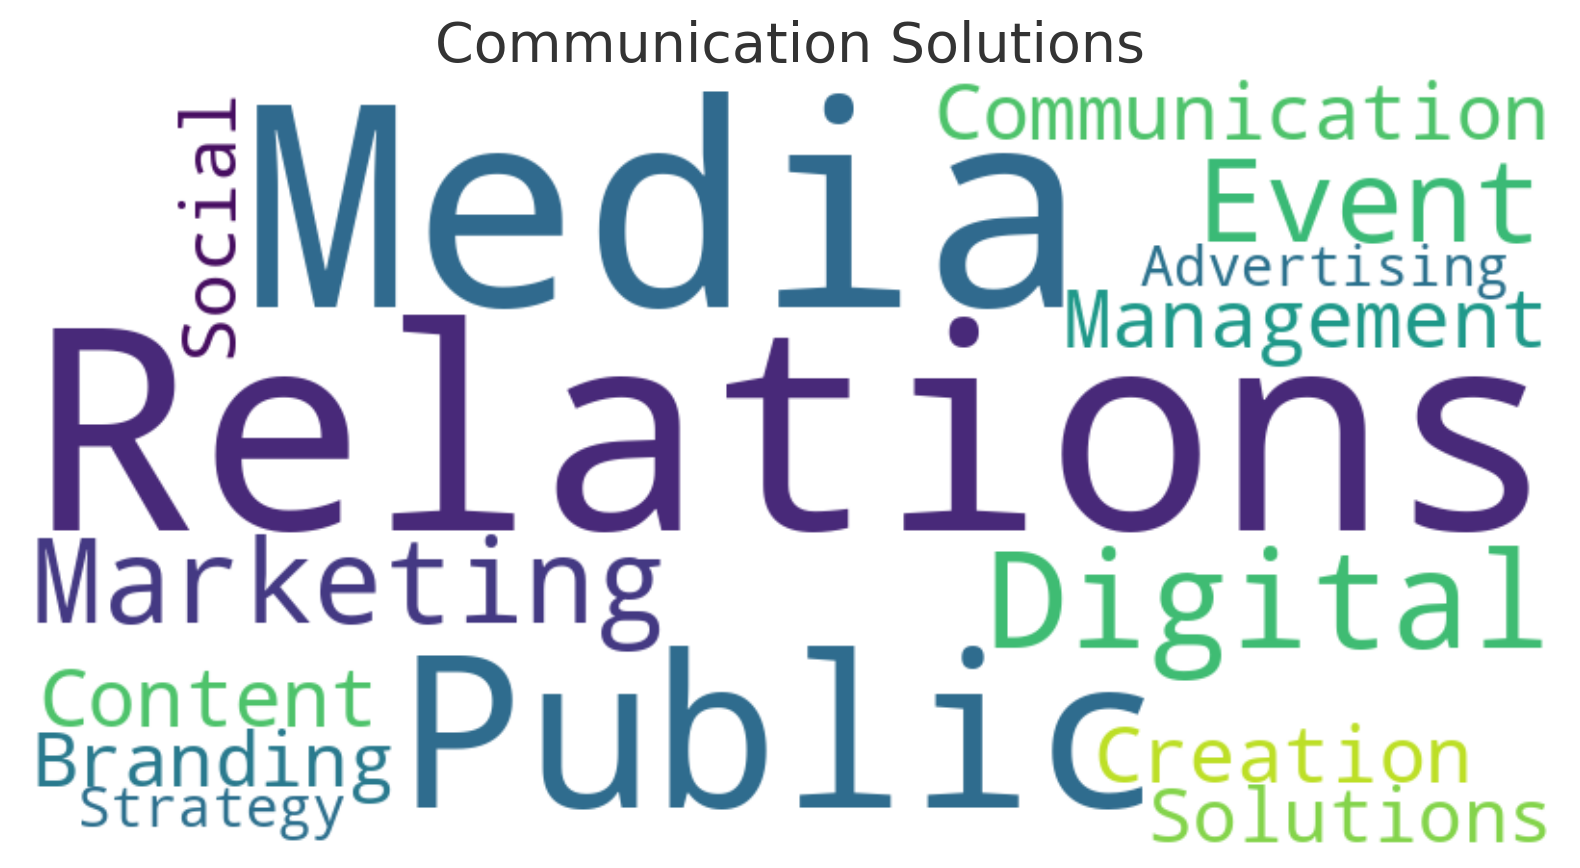 Communication Solutions
Social
Media
Communication
Event
Advertising
Management
Relations
Marketing
Digital
Content
Public
Branding
Creation
Strategy
Solutions